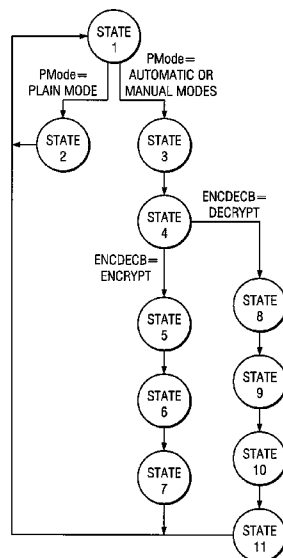 STATE
1
PMode=
PLAIN MODE
PMode=
AUTOMATIC OR
MANUAL MODES
STATE
2
STATE
3
STATE
4
ENCDECB=
DECRYPT
ENCDECB=
ENCRYPT
STATE
5
STATE
8
STATE
6
STATE
9
STATE
7
STATE
10
STATE
11